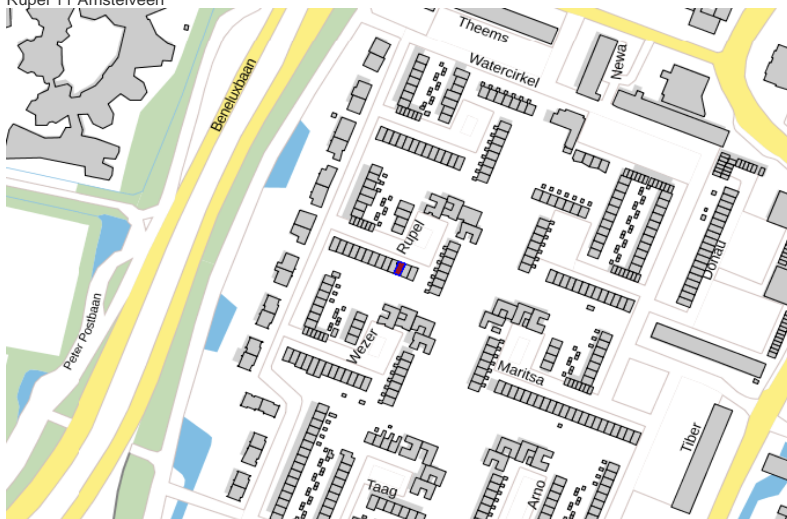 Rupel 11 Amstelveen
Theems
Watercirkel
Newa
Beneluxbaan
Rupel
Donau
Peter Postbaan
Wezer
Maritsa
Tiber
Taag
Arno